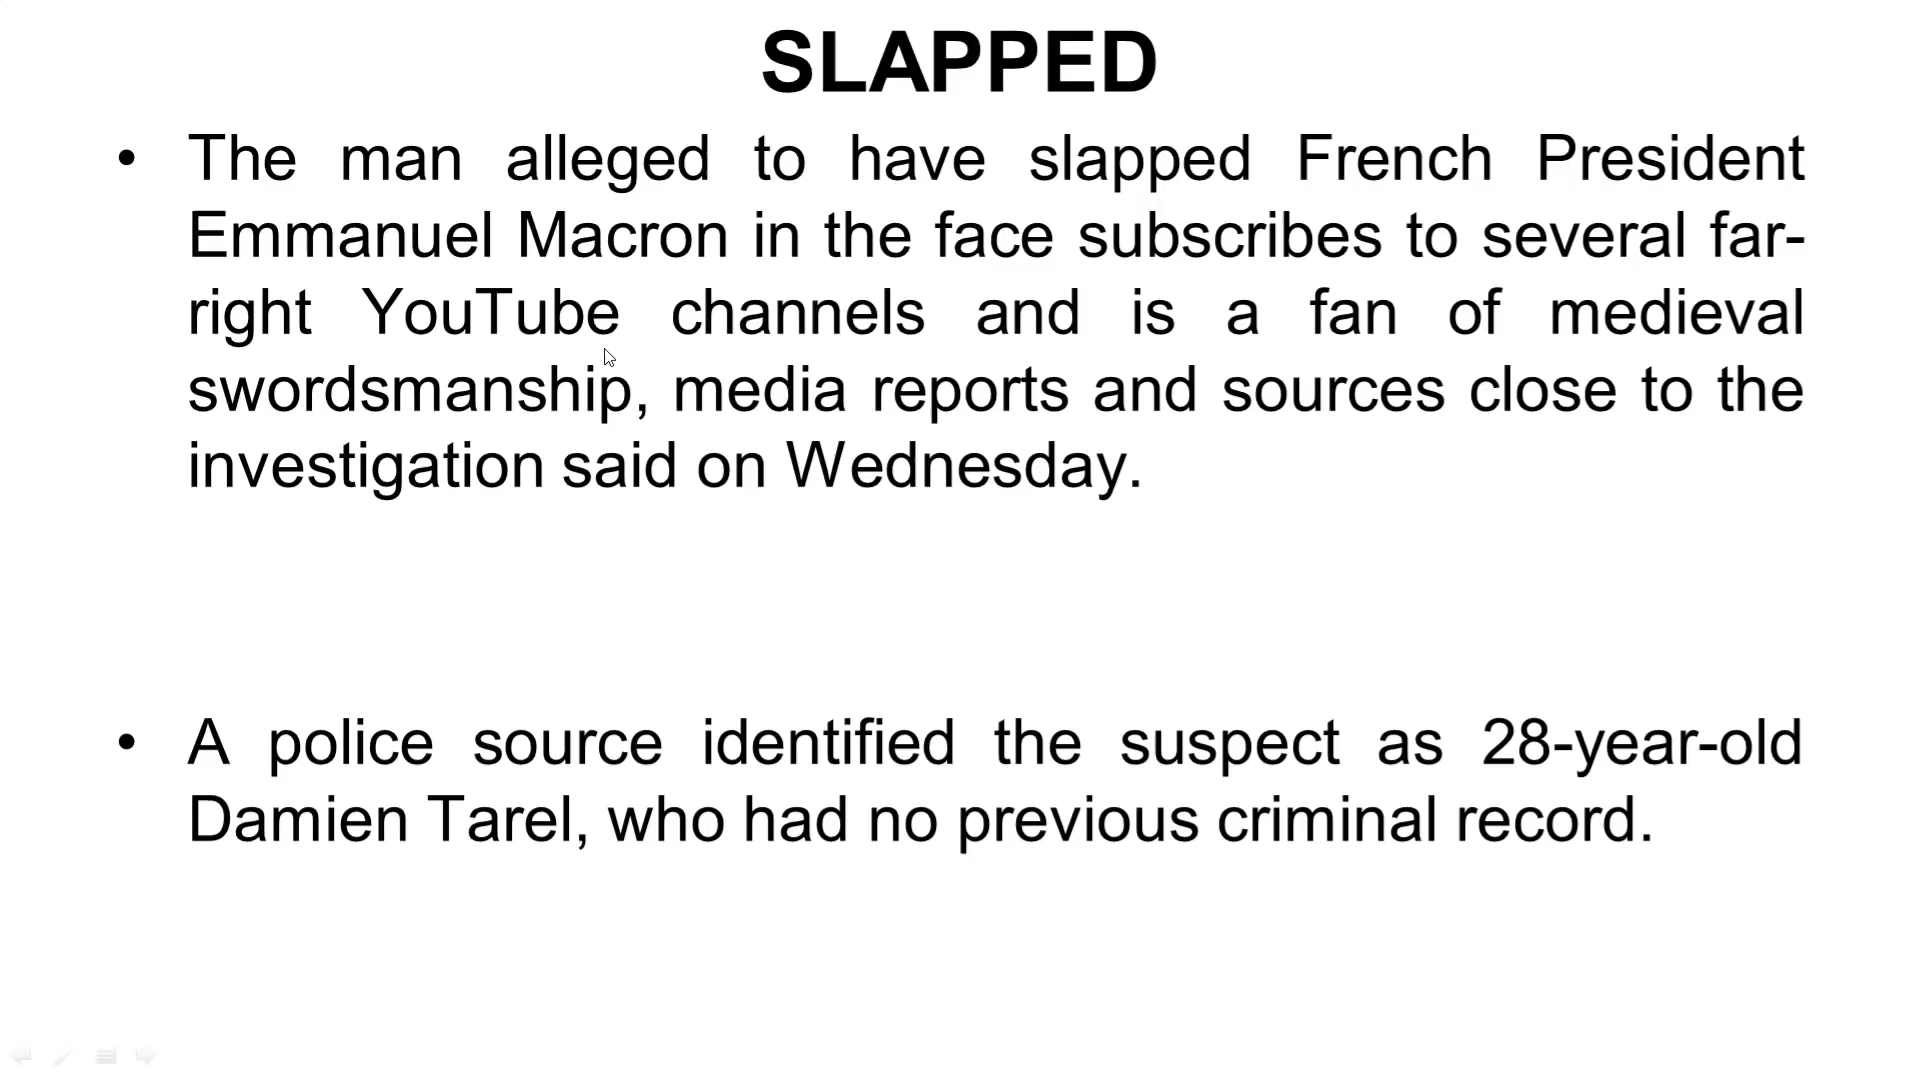 SLAPPED
• The man alleged to have slapped French President
Emmanuel Macron in the face subscribes to several far-
right YouTube channels and is a fan of medieval
swordsmanship, media reports and sources close to the
investigation said on Wednesday.
• A police source identified the suspect as 28-year-old
Damien Tarel, who had no previous criminal record.